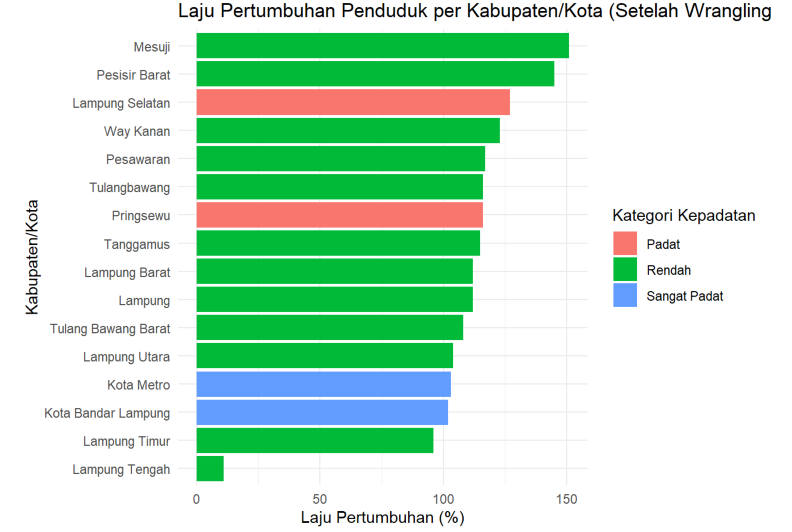 Laju Pertumbuhan Penduduk per Kabupaten/Kota (Setelah Wrangling
Mesuji
Pesisir Barat
Lampung Selatan
Way Kanan
Pesawaran
Tulangbawang
Pringsewu
Tanggamus
Lampung Barat
Lampung
Tulang Bawang Barat
Lampung Utara
Kota Metro
Kota Bandar Lampung
Lampung Timur
Lampung Tengah
Kabupaten/Kota
0 50 100 150
Laju Pertumbuhan (%)
Kategori Kepadatan
Padat
Rendah
Sangat Padat